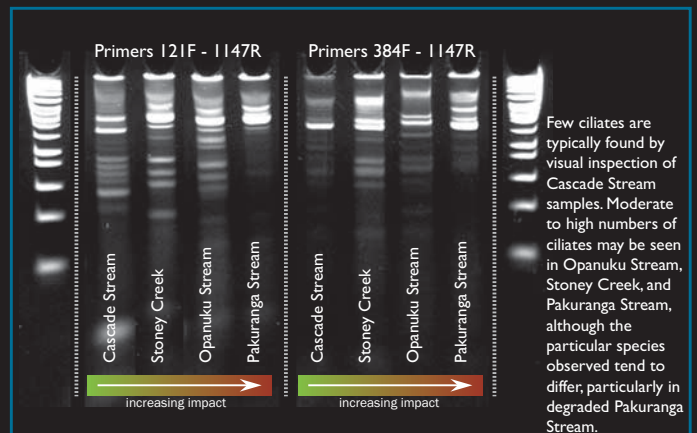 Primers 121F - 1147R
Primers 384F - 1147R
Cascade Stream
Stoney Creek
Opanuku Stream
Pakuranga Stream
increasing impact
Cascade Stream
Stoney Creek
Opanuku Stream
Pakuranga Stream
increasing impact
Few ciliates are
typically found by
visual inspection of
Cascade Stream
samples. Moderate
to high numbers of
ciliates may be seen
in Opanuku Stream,
Stoney Creek, and
Pakuranga Stream,
although the
particular species
observed tend to
differ, particularly in
degraded Pakuranga
Stream.